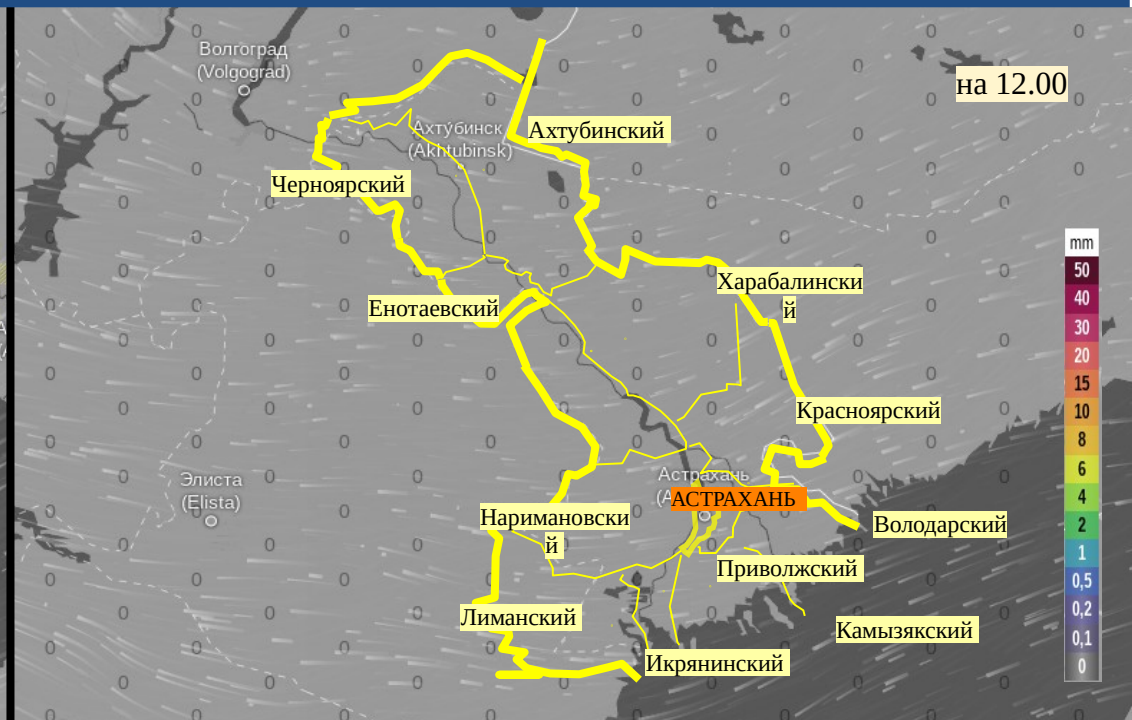 Волгоград
(Volgograd)
на 12.00
Ахтубинск
(Akhtubinsk)
Ахтубинский
Черноярский
Харабалински
й
Енотаевский
Красноярский
Элиста
(Elista)
Астрахань
(А
АСТРАХАНЬ
Наримановски
й
Володарский
Приволжский
Лиманский
Камызякский
Икрянинский
mm
50
40
30
20
15
10
8
6
4
2
1
0,5
0,2
0,1
0